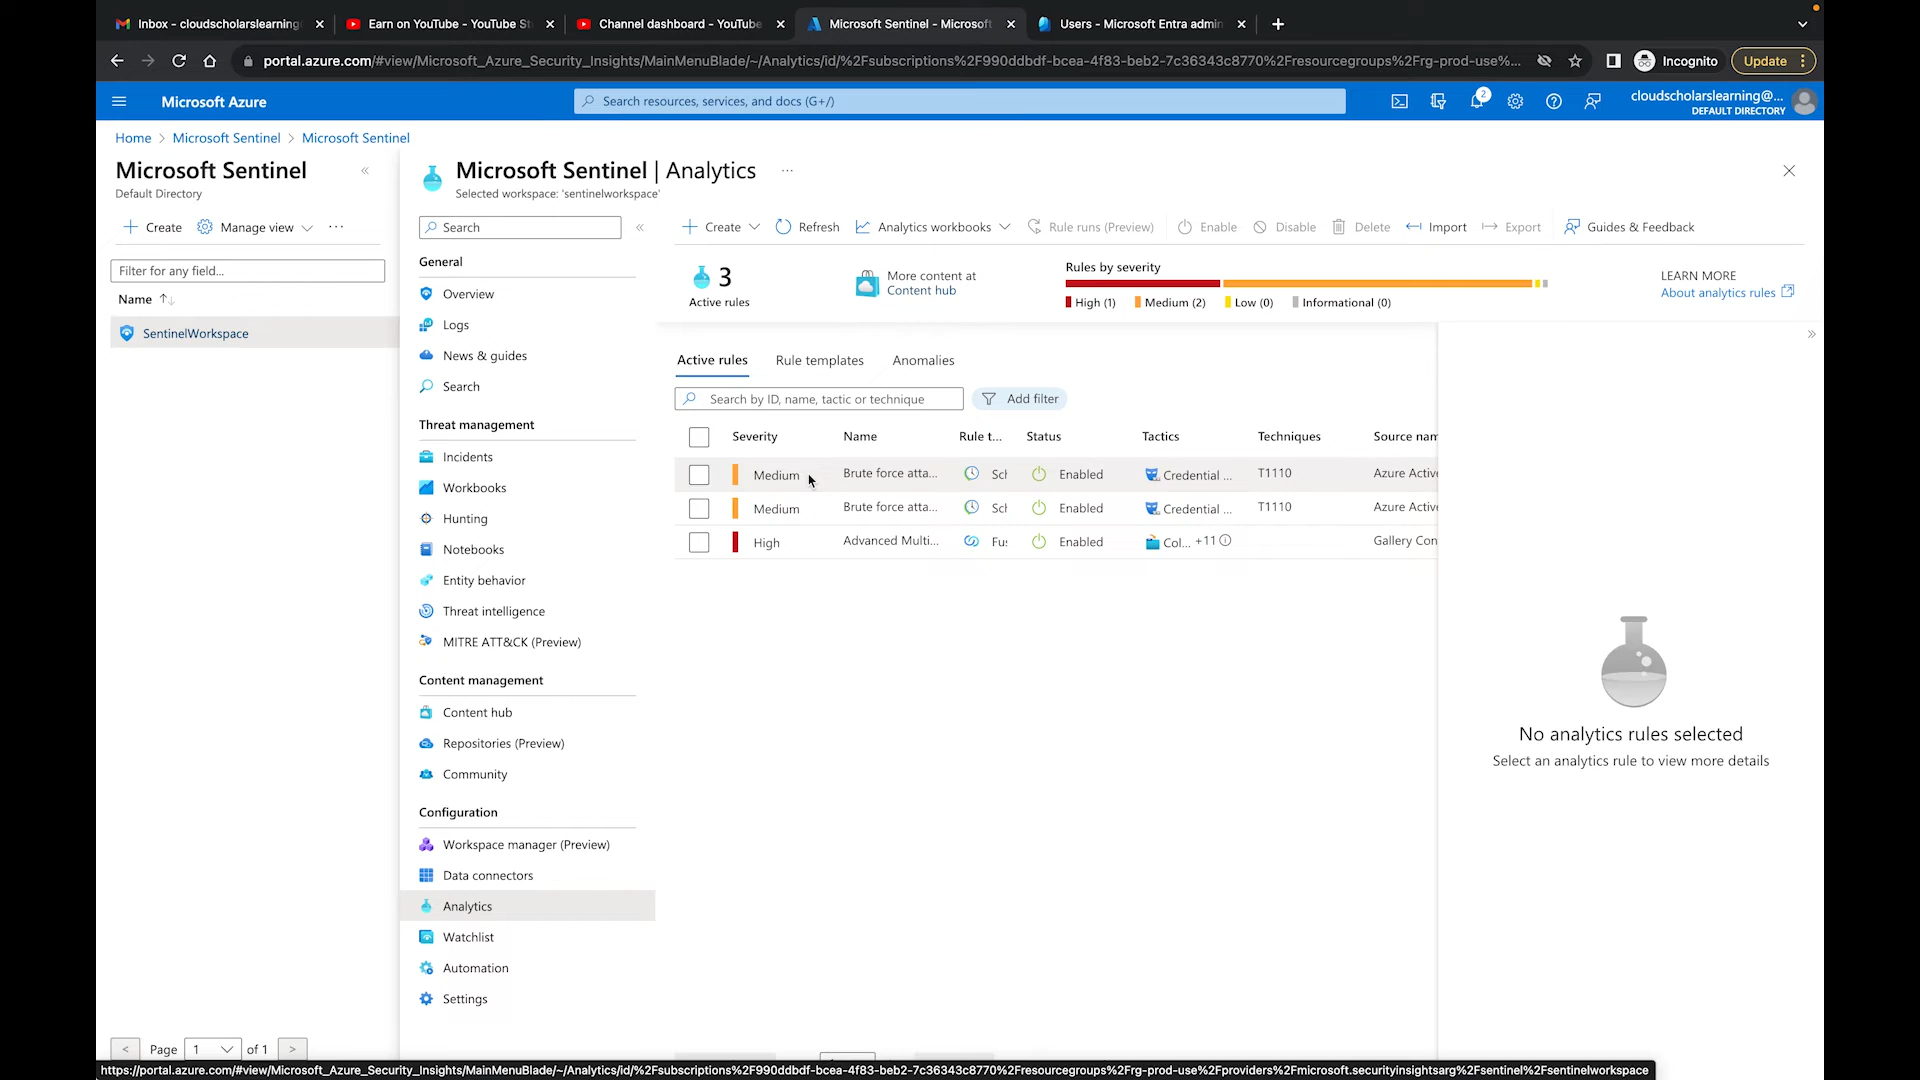 Inbox - cloudscholarslearning
Earn on YouTube - YouTube St
Channel dashboard - YouTube
Microsoft Sentinel - Microsoft
Users - Microsoft Entra admin
portal.azure.com/#view/Microsoft_Azure_Security_Insights/MainMenuBlade/~/Analytics/id/%2Fsubscriptions%2F990ddbdf-bcea-4f83-beb2-7c36343c8770%2Fresourcegroups%2Frg-prod-use%...
Incognito
Update
Microsoft Azure
Search resources, services, and docs (G+/)
2
cloudscholarslearning@...
DEFAULT DIRECTORY
Home > Microsoft Sentinel > Microsoft Sentinel
Microsoft Sentinel
Default Directory
Create
Manage view
Filter for any field...
Name
SentinelWorkspace
Page 1 of 1
Microsoft Sentinel | Analytics
Selected workspace: 'sentinelworkspace'
Search
General
Overview
Logs
News & guides
Search
Threat management
Incidents
Workbooks
Hunting
Notebooks
Entity behavior
Threat intelligence
MITRE ATT&CK (Preview)
Content management
Content hub
Repositories (Preview)
Community
Configuration
Workspace manager (Preview)
Data connectors
Analytics
Watchlist
Automation
Settings
Create
Refresh
Analytics workbooks
Rule runs (Preview)
Enable
Disable
Delete
Import
Export
Guides & Feedback
3
Active rules
More content at
Content hub
Rules by severity
High (1) Medium (2) Low (0) Informational (0)
LEARN MORE
About analytics rules
Active rules Rule templates Anomalies
Search by ID, name, tactic or technique
Add filter
Severity Name Rule t... Status Tactics Techniques Source nam
Medium Brute force atta... Scl Enabled Credential ... T1110 Azure Active
Medium Brute force atta... Scl Enabled Credential ... T1110 Azure Active
High Advanced Multi... Fu: Enabled Col... +11 Gallery Con
No analytics rules selected
Select an analytics rule to view more details
https://portal.azure.com/#view/Microsoft_Azure_Security_Insights/MainMenuBlade/~/Analytics/id/%2Fsubscriptions%2F990ddbdf-bcea-4f83-beb2-7c36343c8770%2Fresourcegroups%2Frg-prod-use%2Fproviders%2Fmicrosoft.securityinsightsarg%2Fsentinel%2Fsentinelworkspace